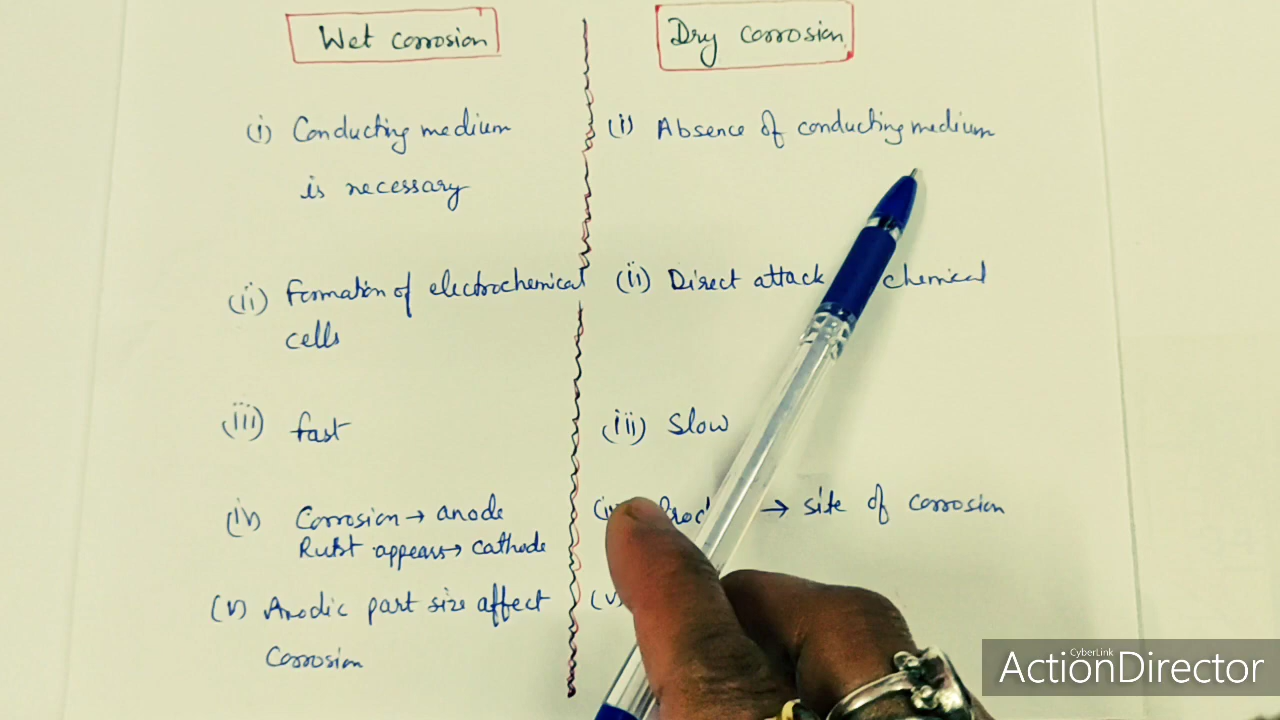 Wet corrosion
(i) Conducting medium
is necessary
(ii) Formation of electrochemical
cells
(iii) fast
(iv) Corrosion → anode
Rust appears → cathode
(v) Anodic part size affect
corrosion
Dry corrosion
(i) Absence of conducting medium
(ii) Direct attack chemical
(iii) Slow
→ site of corrosion
(v)
CyberLink
ActionDirector